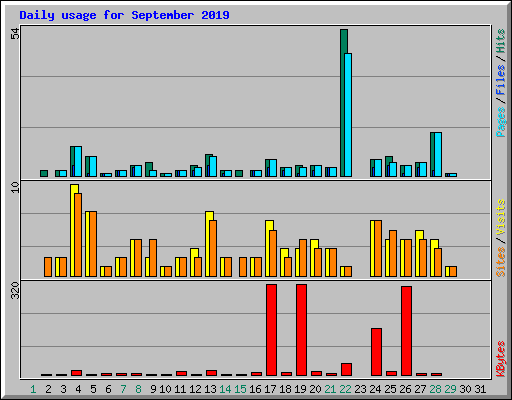 Daily usage for September 2019
54
10
320
Pages / Files / Hits
Sites / Visits
KBytes
1 2 3 4 5 6 7 8 9 10 11 12 13 14 15 16 17 18 19 20 21 22 23 24 25 26 27 28 29 30 31